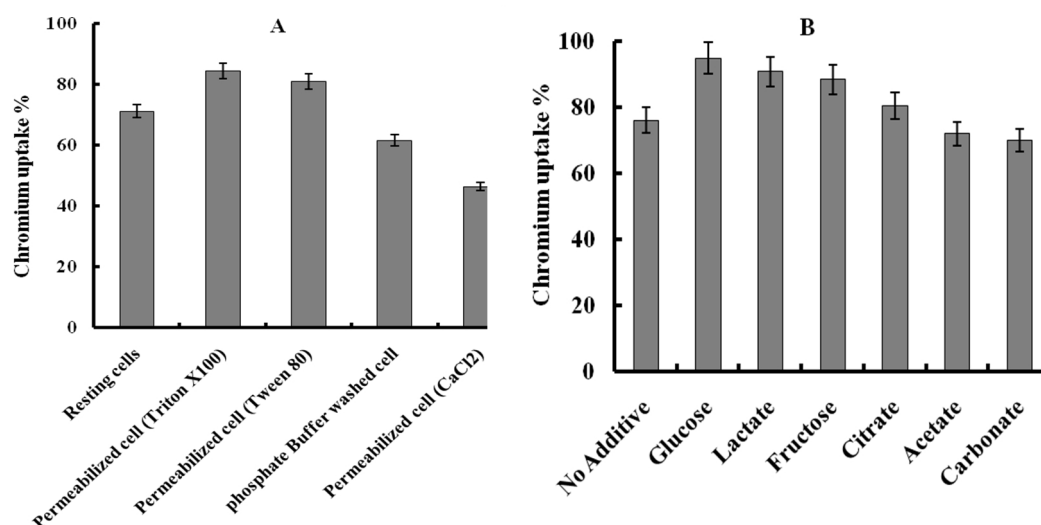 A
Chromium uptake %
100
80
60
40
20
0
Resting cells
Permeabilized cell (Triton X100)
Permeabilized cell (Tween 80)
phosphate Buffer washed cell
Permeabilized cell (CaCl2)
B
Chromium uptake %
100
80
60
40
20
0
No Additive
Glucose
Lactate
Fructose
Citrate
Acetate
Carbonate